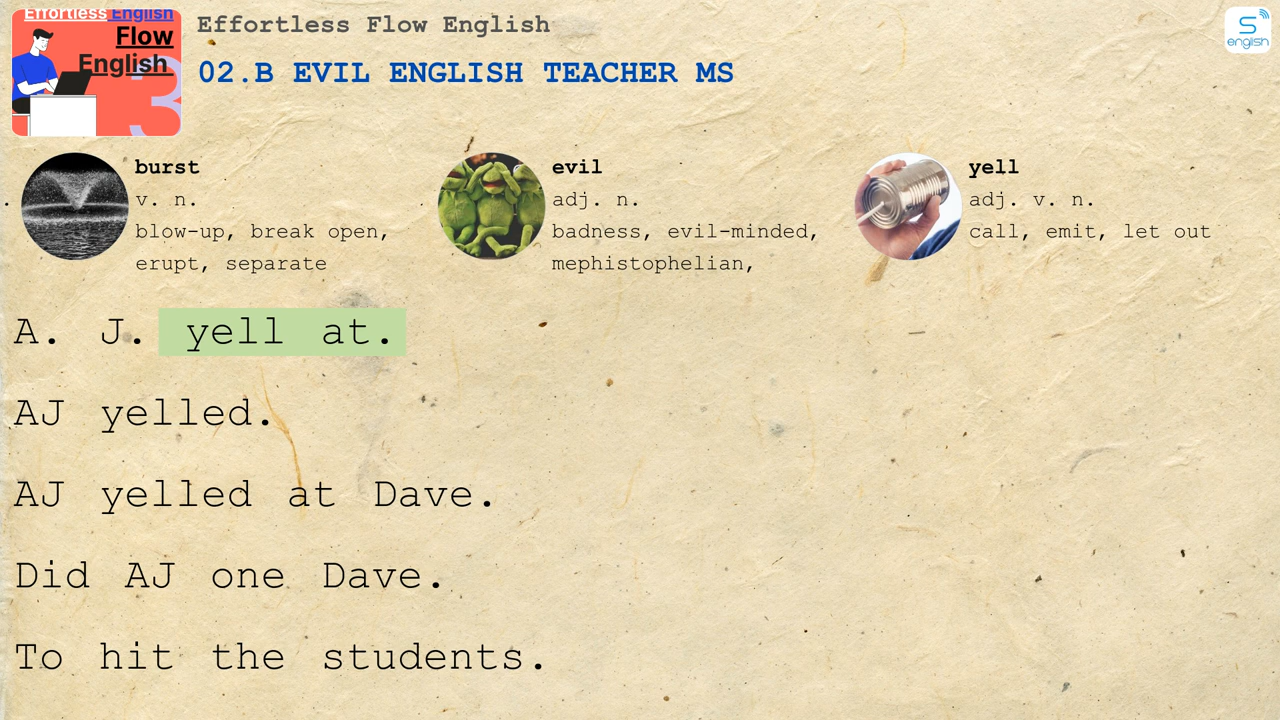 Effortless English
Flow
English
3
S
english
Effortless Flow English
02.B EVIL ENGLISH TEACHER MS
burst
v. n.
blow-up, break open,
erupt, separate
evil
adj. n.
badness, evil-minded,
mephistophelian,
yell
adj. v. n.
call, emit, let out
A. J. yell at.
AJ yelled.
AJ yelled at Dave.
Did AJ one Dave.
To hit the students.